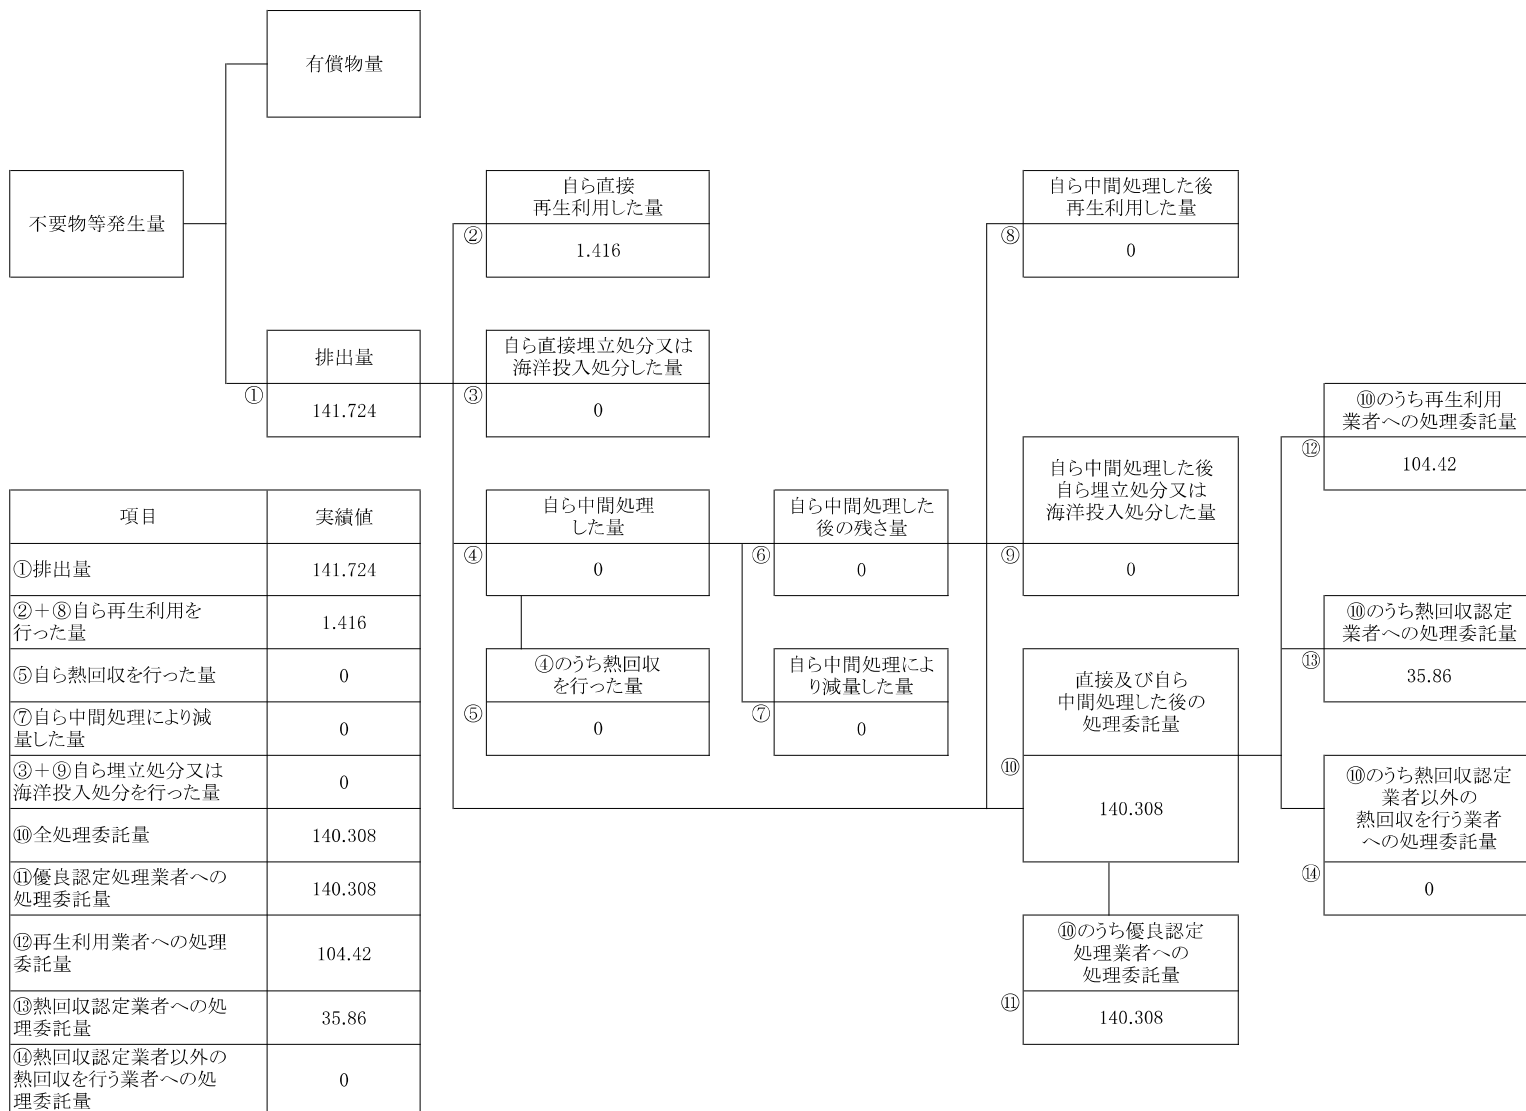 有償物量
不要物等発生量
自ら直接
再生利用した量
②
1.416
自ら中間処理した後
再生利用した量
⑧
0
排出量
①
141.724
自ら直接埋立処分又は
海洋投入処分した量
③
0
⑩のうち再生利用
業者への処理委託量
⑫
104.42
自ら中間処理
した量
④
0
自ら中間処理した
後の残さ量
⑥
0
自ら中間処理した後
自ら埋立処分又は
海洋投入処分した量
⑨
0
④のうち熱回収
を行った量
⑤
0
自ら中間処理によ
り減量した量
⑦
0
直接及び自ら
中間処理した後の
処理委託量
⑩
140.308
⑩のうち熱回収認定
業者への処理委託量
⑬
35.86
⑩のうち熱回収認定
業者以外の
熱回収を行う業者
への処理委託量
⑭
0
⑩のうち優良認定
処理業者への
処理委託量
⑪
140.308
項目 実績値
①排出量 141.724
②+⑧自ら再生利用を
行った量 1.416
⑤自ら熱回収を行った量 0
⑦自ら中間処理により減
量した量 0
③+⑨自ら埋立処分又は
海洋投入処分を行った量 0
⑩全処理委託量 140.308
⑪優良認定処理業者への
処理委託量 140.308
⑫再生利用業者への処理
委託量 104.42
⑬熱回収認定業者への処
理委託量 35.86
⑭熱回収認定業者以外の
熱回収を行う業者への処
理委託量 0